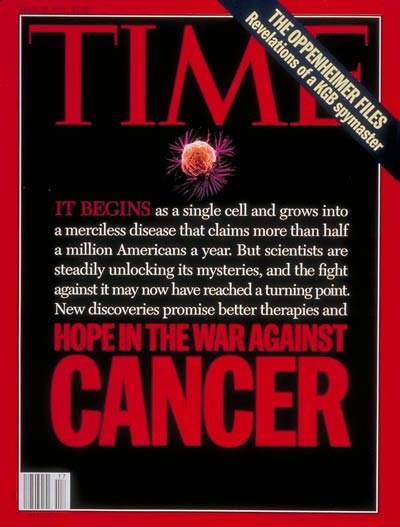 TIME
THE OPPENHEIMER FILES
Revelations of a KGB spymaster
IT BEGINS as a single cell and grows into
a merciless disease that claims more than half
a million Americans a year. But scientists are
steadily unlocking its mysteries, and the fight
against it may now have reached a turning point.
New discoveries promise better therapies and
HOPE IN THE WAR AGAINST
CANCER
17